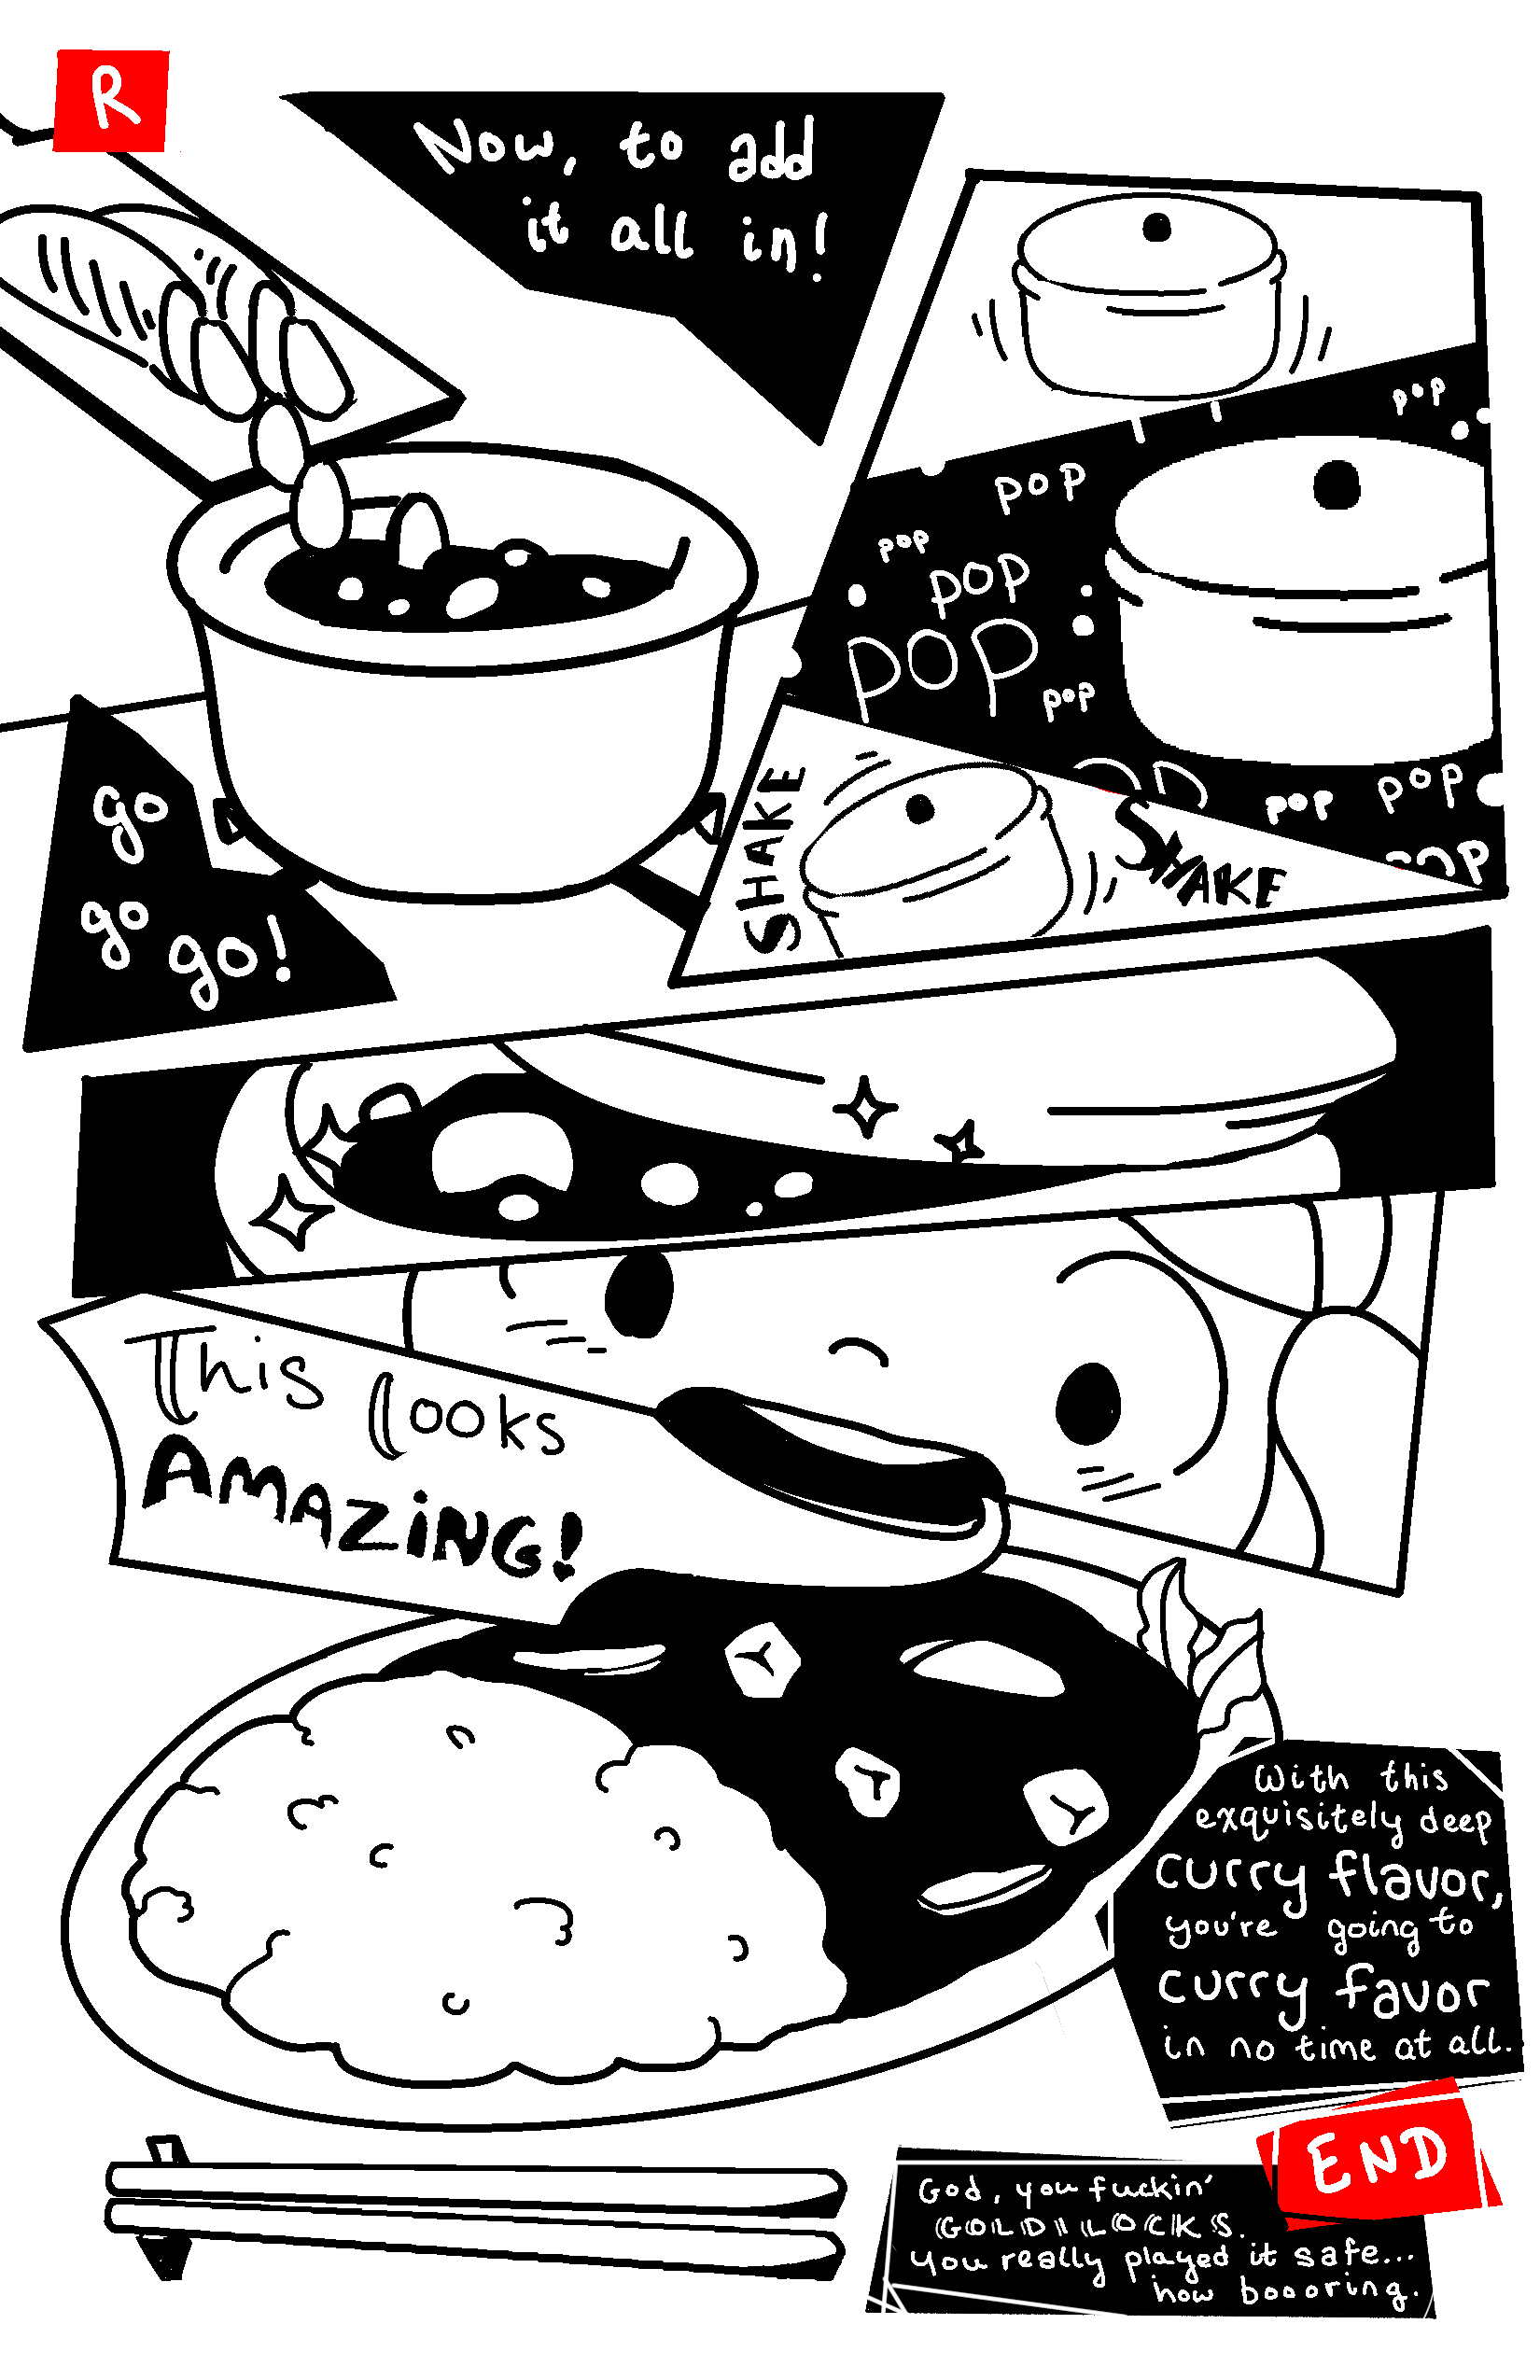 R
Now, to add
it all in!
pop
pop
pop
pop
POP
pop
pop
pop
SHAKE
SHAKE
go
go
go!
This looks
AMAZING!
With this
exquisitely deep
curry flavor,
you're going to
curry favor
in no time at all.
END
God, you fuckin'
GOLDILOCKS.
you really played it safe...
how boooring.